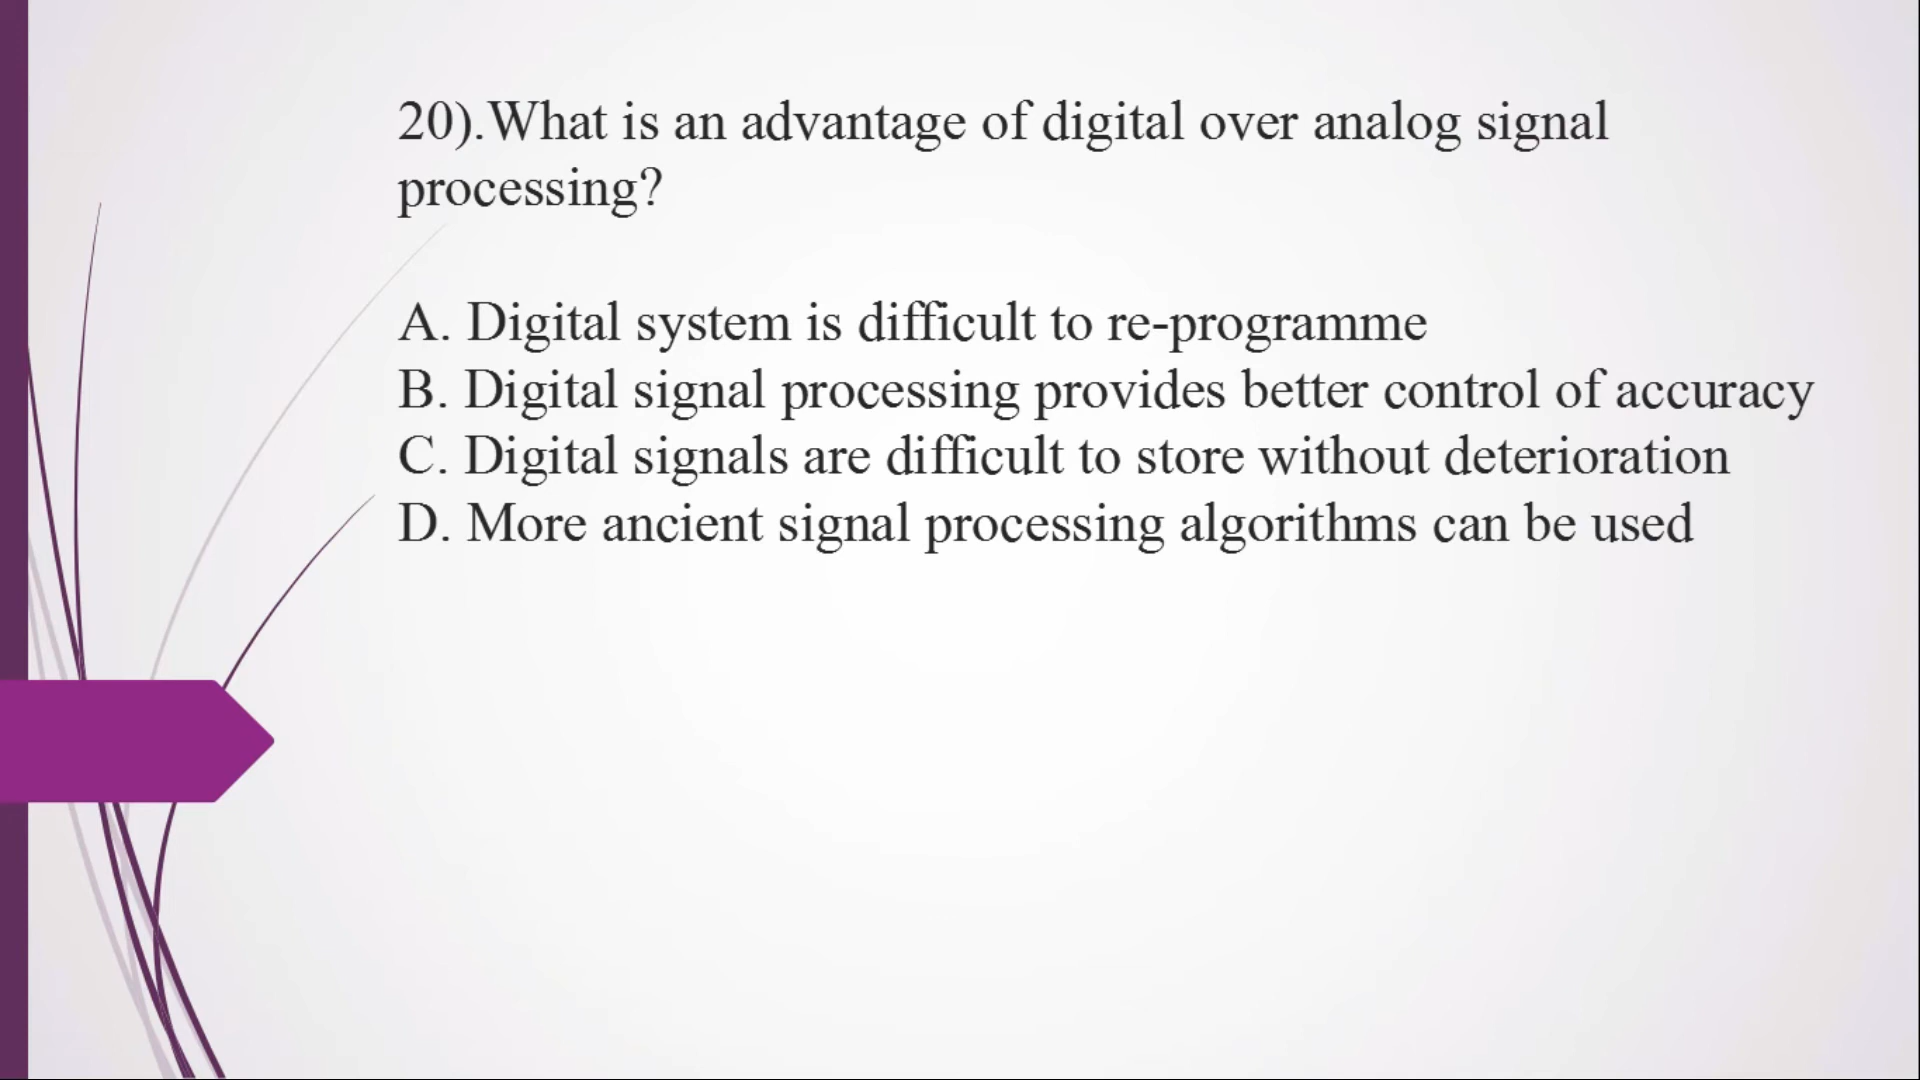 20).What is an advantage of digital over analog signal
processing?
A. Digital system is difficult to re-programme
B. Digital signal processing provides better control of accuracy
C. Digital signals are difficult to store without deterioration
D. More ancient signal processing algorithms can be used